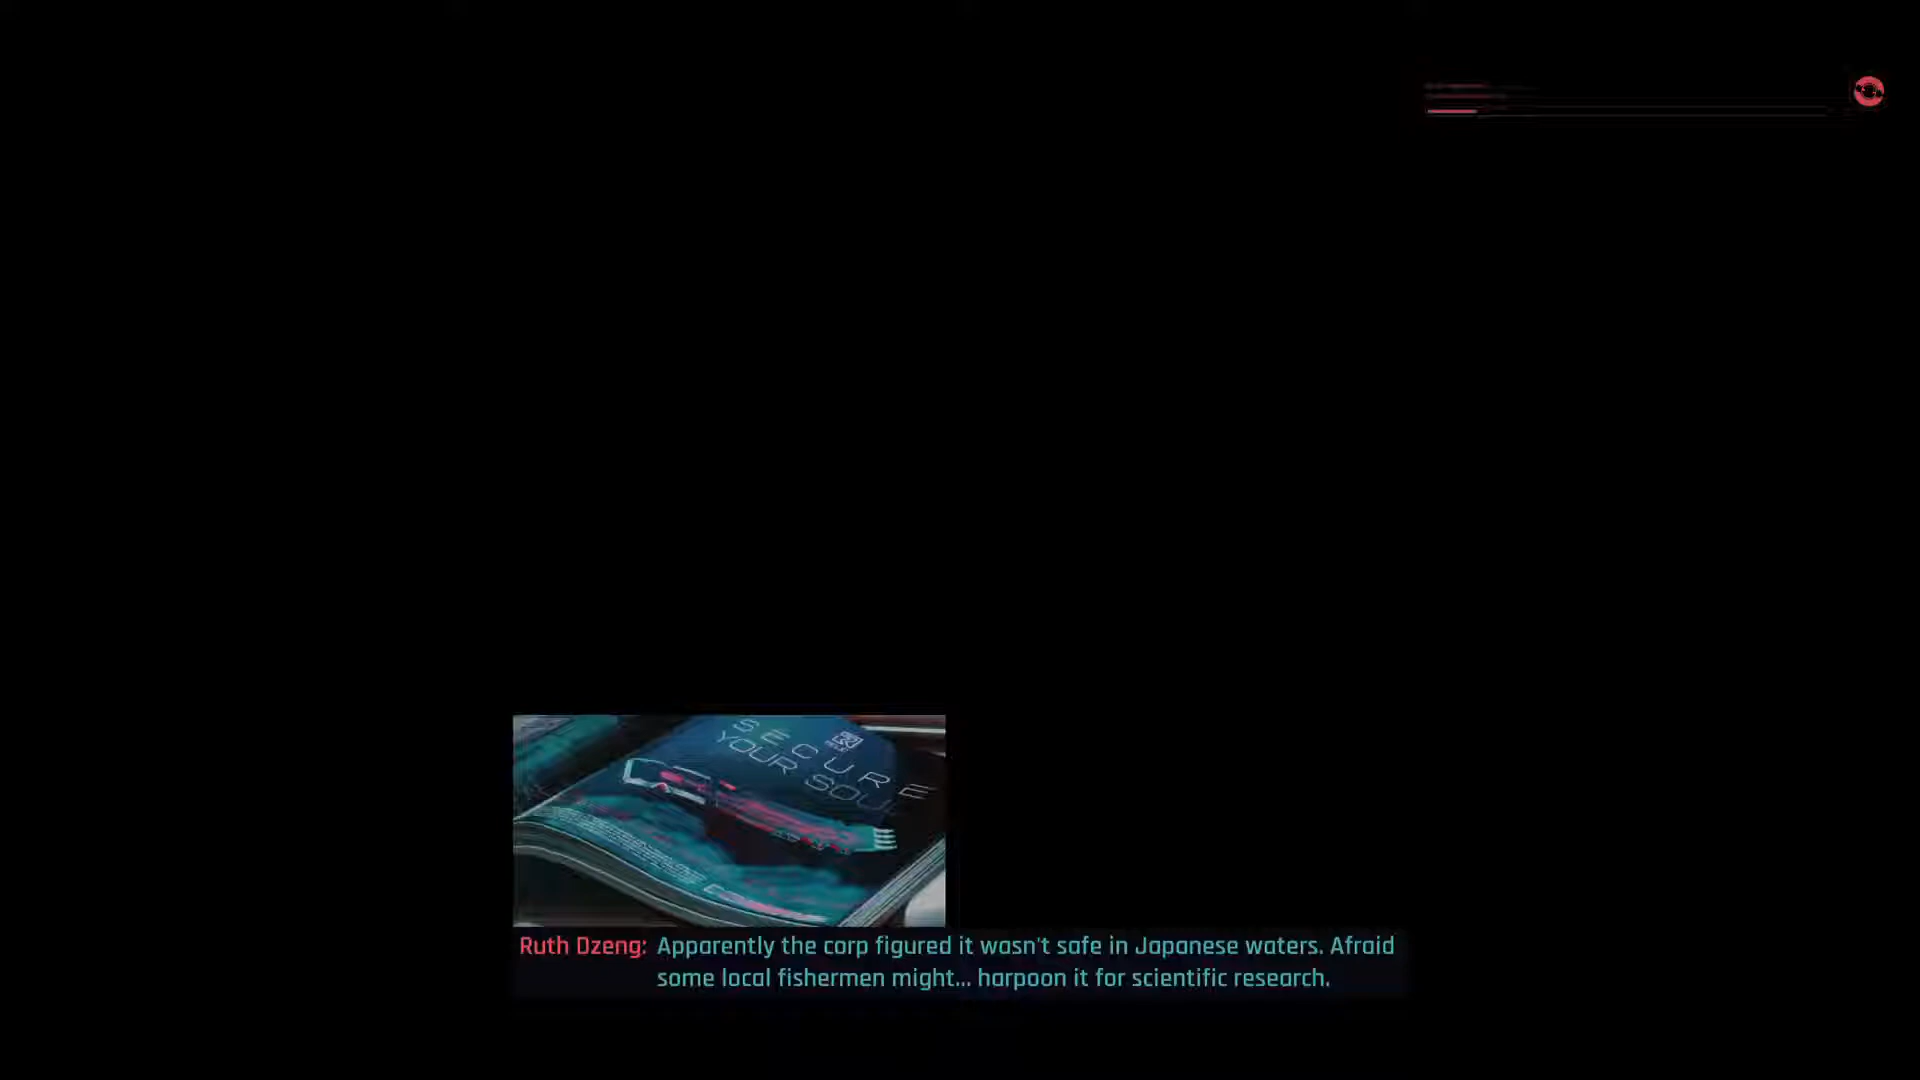 SECURE
YOUR SOUL
Ruth Dzeng: Apparently the corp figured it wasn't safe in Japanese waters. Afraid
some local fishermen might... harpoon it for scientific research.